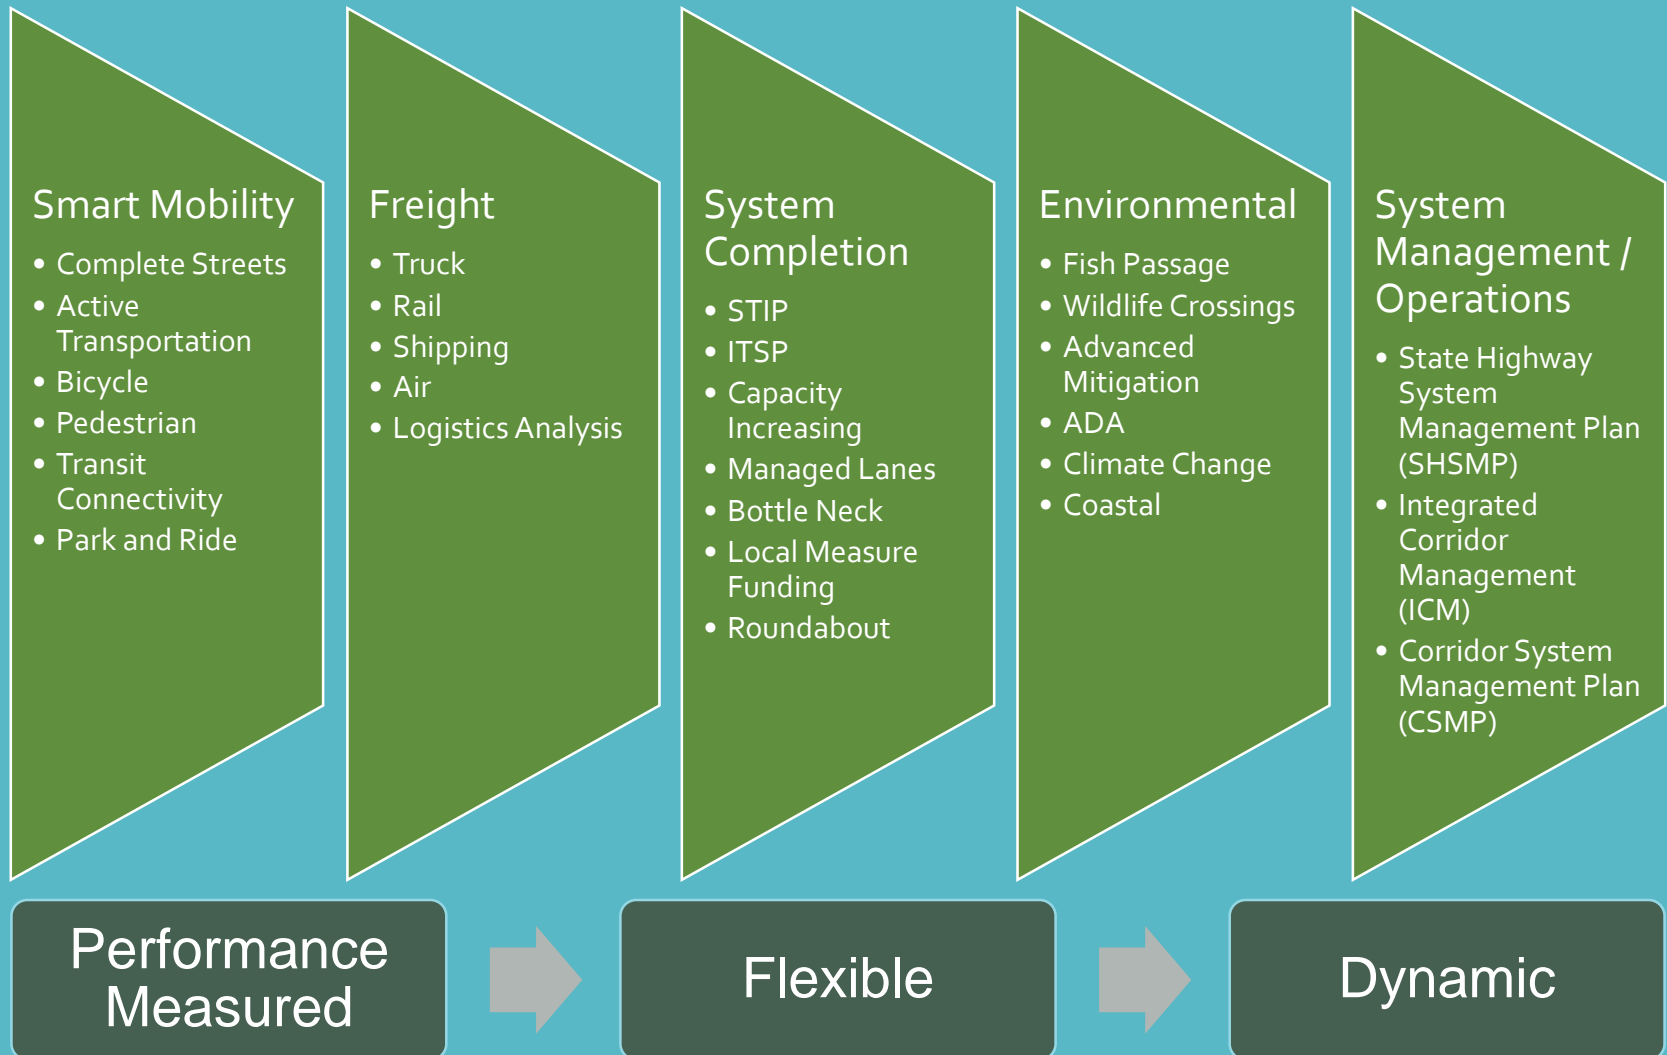 Smart Mobility
• Complete Streets
• Active
Transportation
• Bicycle
• Pedestrian
• Transit
Connectivity
• Park and Ride
Freight
• Truck
• Rail
• Shipping
• Air
• Logistics Analysis
System
Completion
• STIP
• ITSP
• Capacity
Increasing
• Managed Lanes
• Bottle Neck
• Local Measure
Funding
• Roundabout
Environmental
• Fish Passage
• Wildlife Crossings
• Advanced
Mitigation
• ADA
• Climate Change
• Coastal
System
Management /
Operations
• State Highway
System
Management Plan
(SHSMP)
• Integrated
Corridor
Management
(ICM)
• Corridor System
Management Plan
(CSMP)
Performance
Measured
Flexible
Dynamic